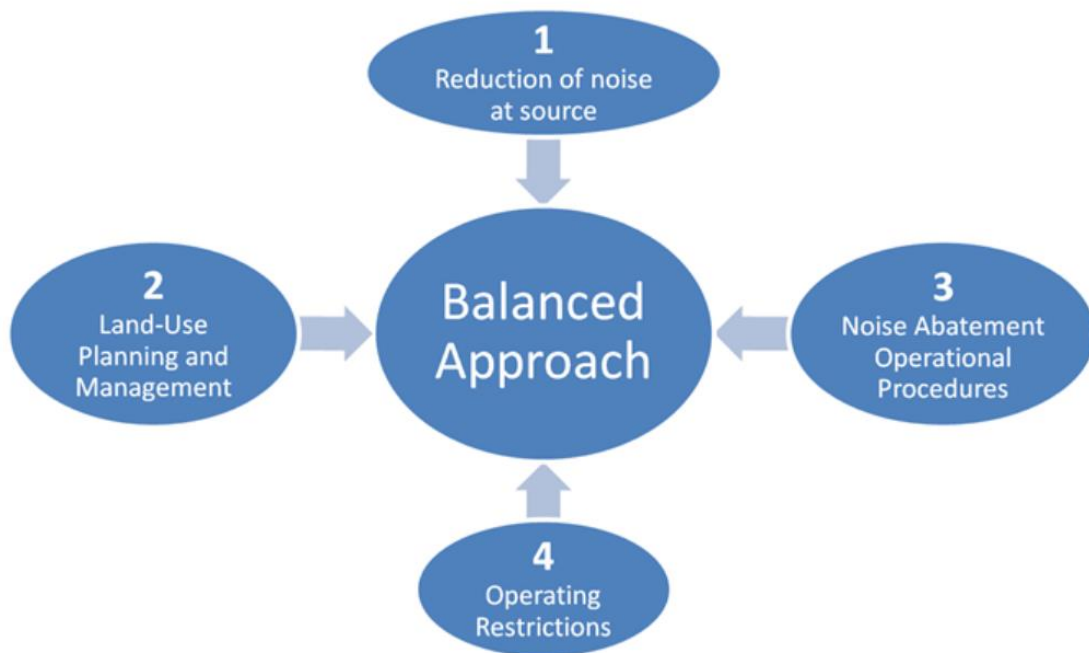 1
Reduction of noise
at source
2
Land-Use
Planning and
Management
Balanced
Approach
3
Noise Abatement
Operational
Procedures
4
Operating
Restrictions